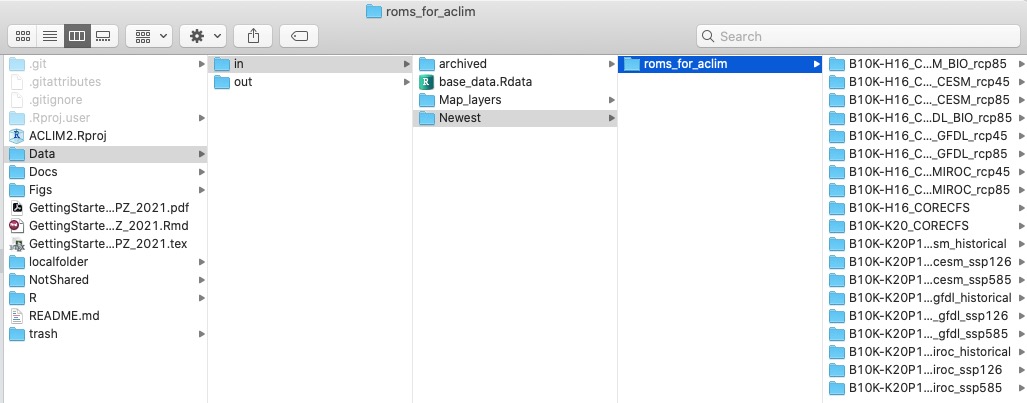 roms_for_aclim
Search
.git
.gitattributes
.gitignore
.Rproj.user
ACLIM2.Rproj
Data
Docs
Figs
GettingStarte...PZ_2021.pdf
GettingStarte...Z_2021.Rmd
GettingStarte...PZ_2021.tex
localfolder
NotShared
R
README.md
trash
in
out
archived
base_data.Rdata
Map_layers
Newest
roms_for_aclim
B10K-H16_C...M_BIO_rcp85
B10K-H16_C..._CESM_rcp45
B10K-H16_C..._CESM_rcp85
B10K-H16_C...DL_BIO_rcp85
B10K-H16_C..._GFDL_rcp45
B10K-H16_C..._GFDL_rcp85
B10K-H16_C...MIROC_rcp45
B10K-H16_C...MIROC_rcp85
B10K-H16_CORECFS
B10K-K20_CORECFS
B10K-K20P1...sm_historical
B10K-K20P1...cesm_ssp126
B10K-K20P1...cesm_ssp585
B10K-K20P1...gfdl_historical
B10K-K20P1..._gfdl_ssp126
B10K-K20P1..._gfdl_ssp585
B10K-K20P1...iroc_historical
B10K-K20P1...iroc_ssp126
B10K-K20P1...iroc_ssp585